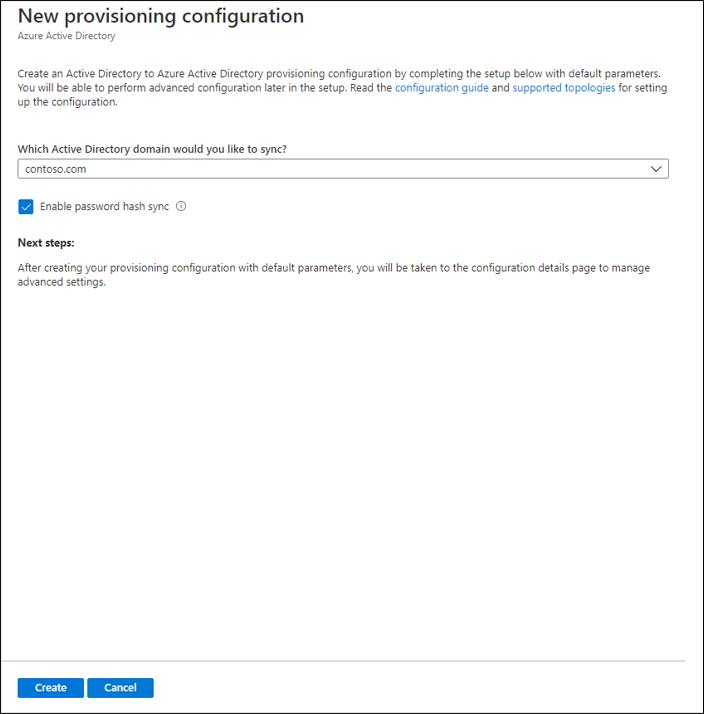 New provisioning configuration
Azure Active Directory
Create an Active Directory to Azure Active Directory provisioning configuration by completing the setup below with default parameters.
You will be able to perform advanced configuration later in the setup. Read the configuration guide and supported topologies for setting
up the configuration.
Which Active Directory domain would you like to sync?
contoso.com
Enable password hash sync
Next steps:
After creating your provisioning configuration with default parameters, you will be taken to the configuration details page to manage
advanced settings.
Create Cancel